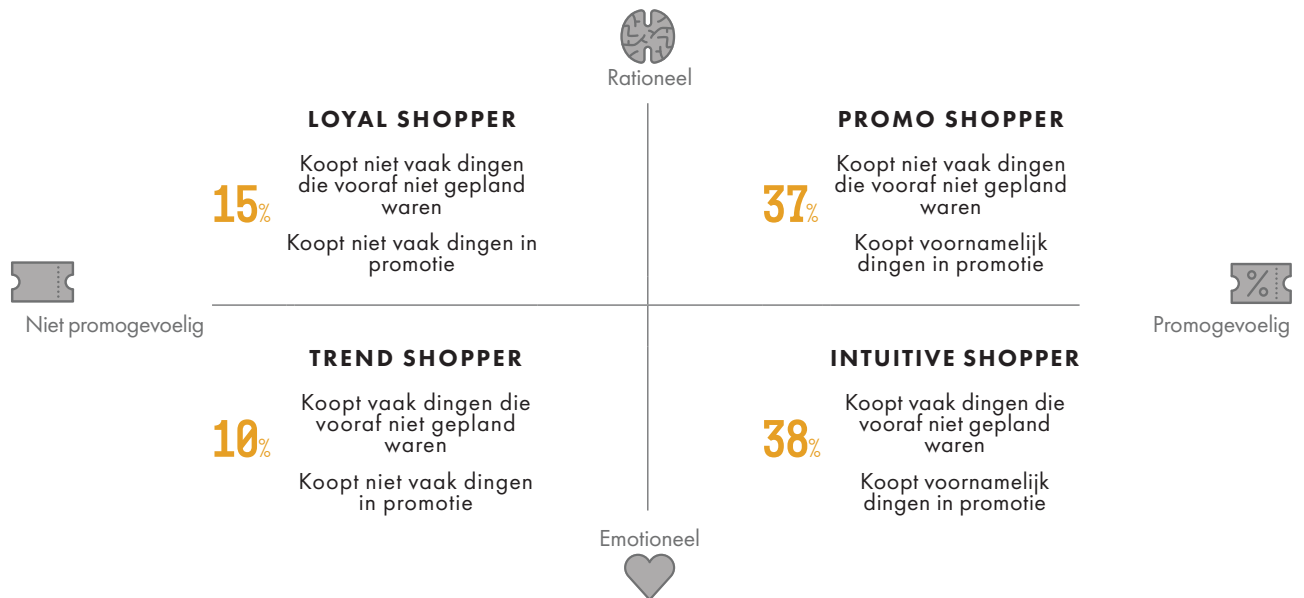 Rationeel
LOYAL SHOPPER
Koopt niet vaak dingen
die vooraf niet gepland
waren
15%
Koopt niet vaak dingen in
promotie
PROMO SHOPPER
Koopt niet vaak dingen
die vooraf niet gepland
waren
37%
Koopt voornamelijk
dingen in promotie
Niet promogevoelig
%
Promogevoelig
TREND SHOPPER
Koopt vaak dingen die
vooraf niet gepland
waren
10%
Koopt niet vaak dingen
in promotie
INTUITIVE SHOPPER
Koopt vaak dingen die
vooraf niet gepland
waren
38%
Koopt voornamelijk
dingen in promotie
Emotioneel